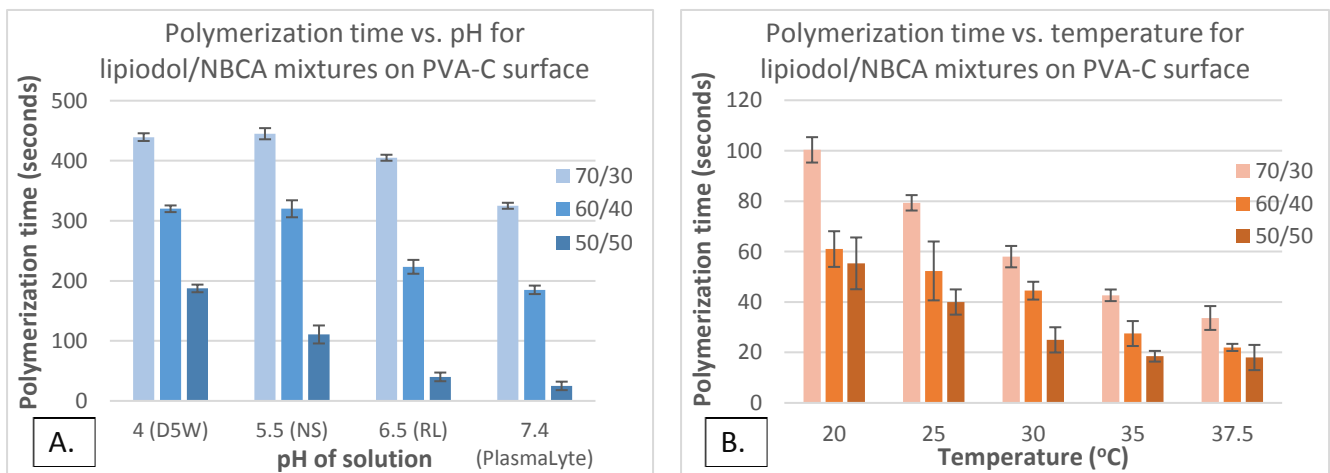 Polymerization time vs. pH for
lipiodol/NBCA mixtures on PVA-C surface
Polymerization time (seconds)
500
400
300
200
100
0
70/30
60/40
50/50
4 (D5W)
5.5 (NS)
6.5 (RL)
7.4
(PlasmaLyte)
pH of solution
A.
Polymerization time vs. temperature for
lipiodol/NBCA mixtures on PVA-C surface
Polymerization time (seconds)
120
100
80
60
40
20
0
70/30
60/40
50/50
20
25
30
35
37.5
Temperature (ºC)
B.